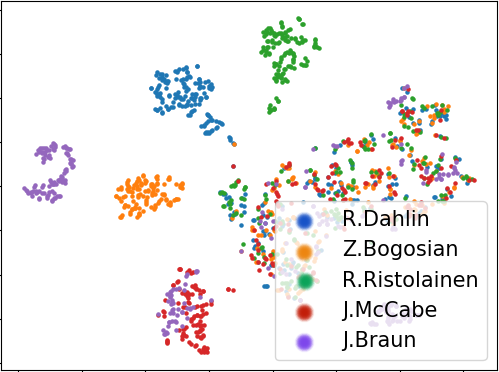 R.Dahlin
Z.Bogosian
R.Ristolainen
J.McCabe
J.Braun